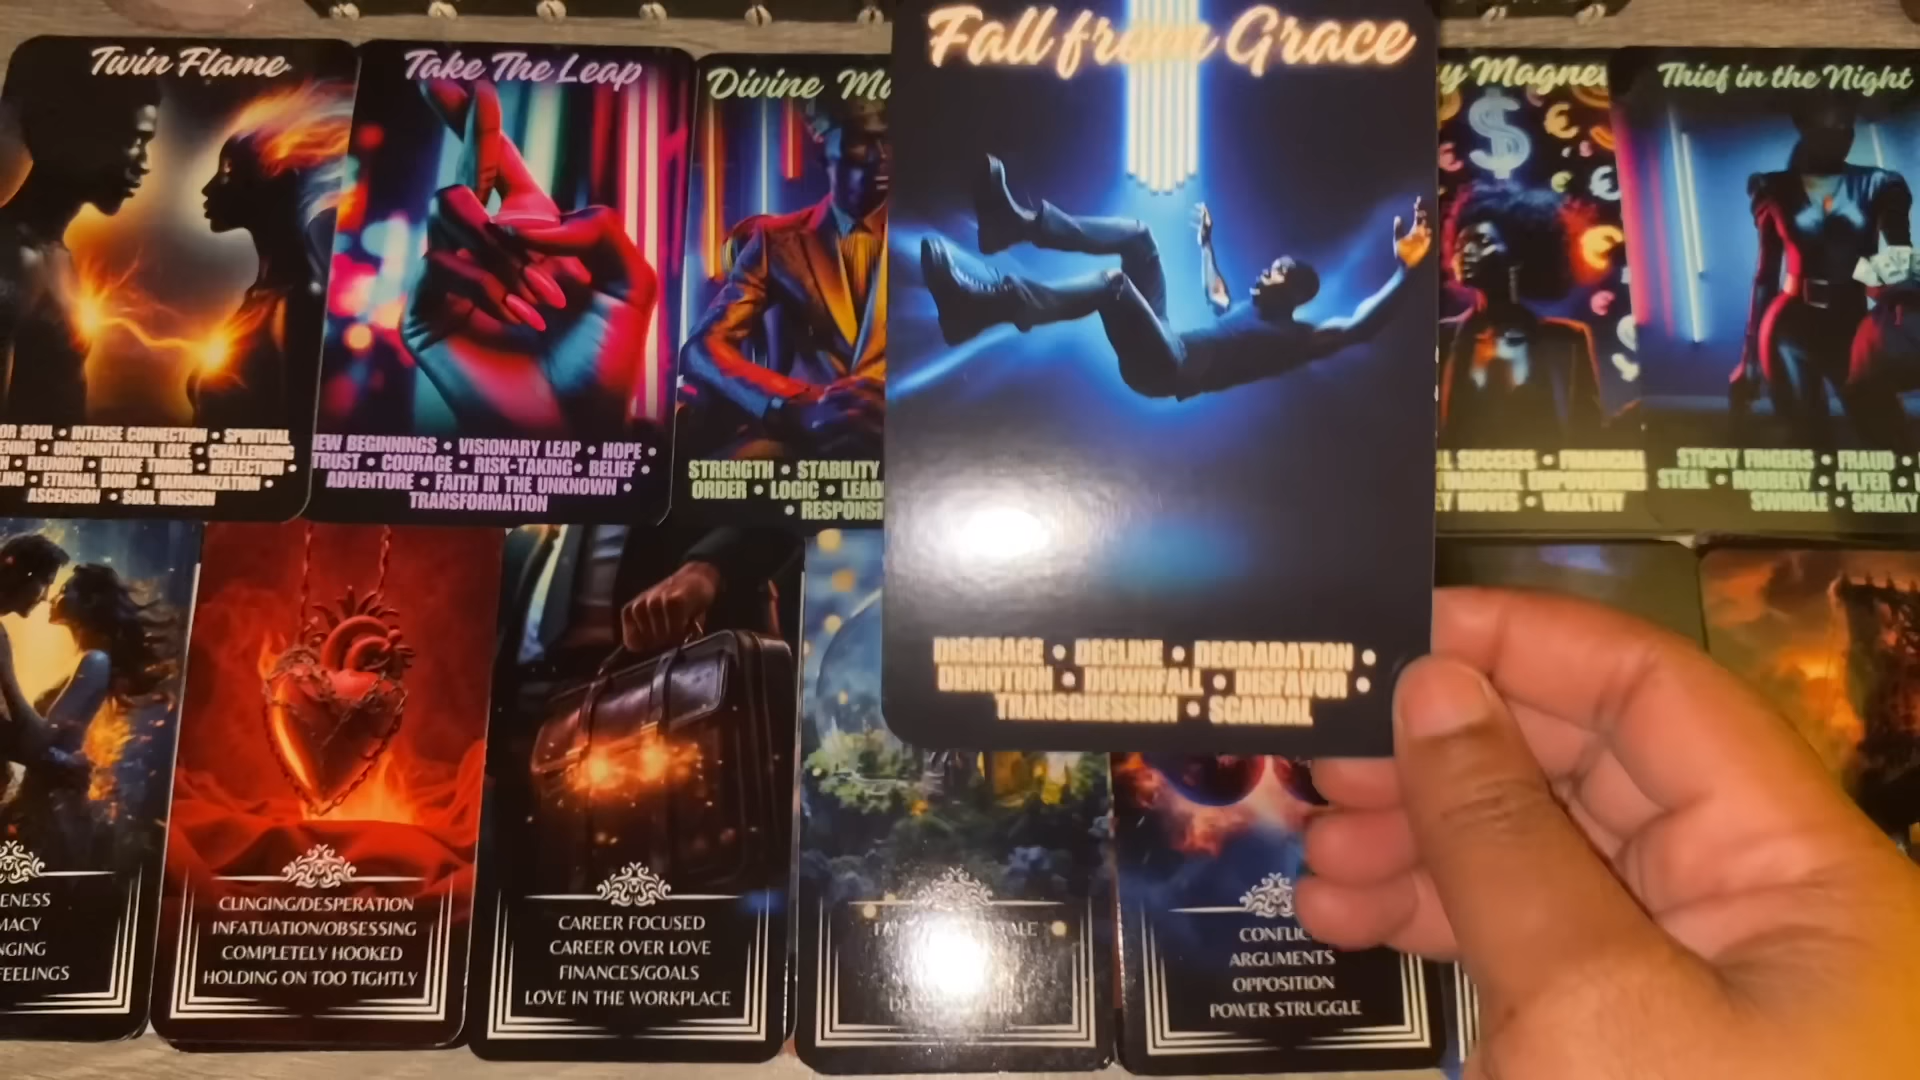 Twin Flame
OR SOUL • INTENSE CONNECTION • SPIRITUAL
UNCONDITIONAL LOVE • CHALLENGING
REUNION • DIVINE TIMING • REFLECTION •
ETERNAL BOND • HARMONIZATION •
ASCENSION • SOUL MISSION
Take The Leap
EW BEGINNINGS • VISIONARY LEAP • HOPE •
TRUST • COURAGE • RISK-TAKING • BELIEF •
ADVENTURE • FAITH IN THE UNKNOWN •
TRANSFORMATION
Divine Ma
STRENGTH • STABILITY
ORDER • LOGIC • LEAD
• RESPONSI
Fall from Grace
DISGRACE • DECLINE • DEGRADATION •
DEMOTION • DOWNFALL • DISFAVOR •
TRANSGRESSION • SCANDAL
y Magne
L SUCCESS • FINANCIAL
FINANCIAL EMPOWERING
Y MOVES • WEALTHY
Thief in the Night
STICKY FINGERS • FRAUD •
STEAL • ROBBERY • PILFER •
SWINDLE • SNEAKY
ENESS
MACY
NGING
FEELINGS
CLINGING/DESPERATION
INFATUATION/OBSESSING
COMPLETELY HOOKED
HOLDING ON TOO TIGHTLY
CAREER FOCUSED
CAREER OVER LOVE
FINANCES/GOALS
LOVE IN THE WORKPLACE
CONFLIC
ARGUMENTS
OPPOSITION
POWER STRUGGLE